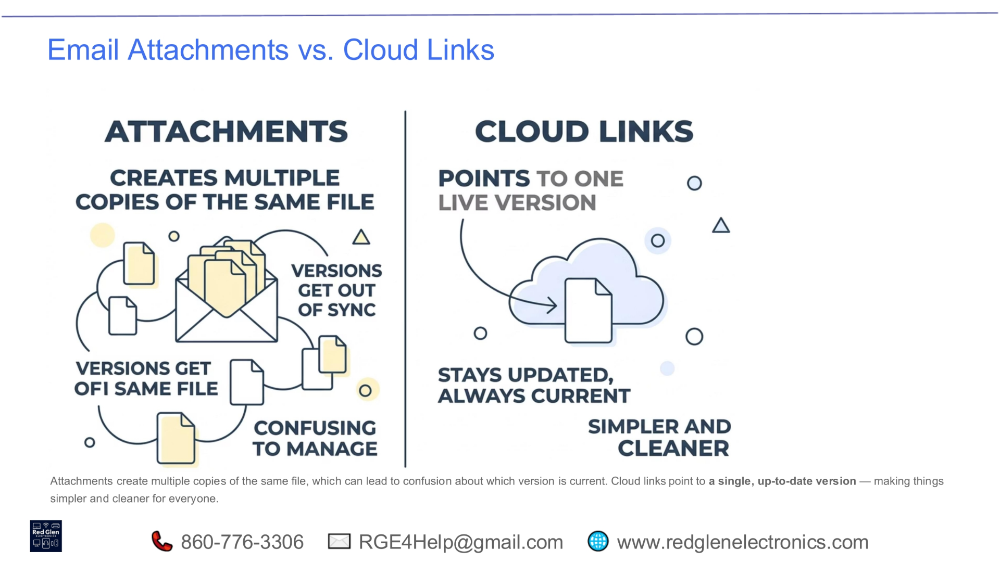 Email Attachments vs. Cloud Links
ATTACHMENTS
CREATES MULTIPLE
COPIES OF THE SAME FILE
VERSIONS
GET OUT
OF SYNC
VERSIONS GET
OF1 SAME FILE
CONFUSING
TO MANAGE
CLOUD LINKS
POINTS TO ONE
LIVE VERSION
STAYS UPDATED,
ALWAYS CURRENT
SIMPLER AND
CLEANER
Attachments create multiple copies of the same file, which can lead to confusion about which version is current. Cloud links point to a single, up-to-date version — making things
simpler and cleaner for everyone.
Red Glen
ELECTRONICS
860-776-3306
RGE4Help@gmail.com
www.redglenelectronics.com